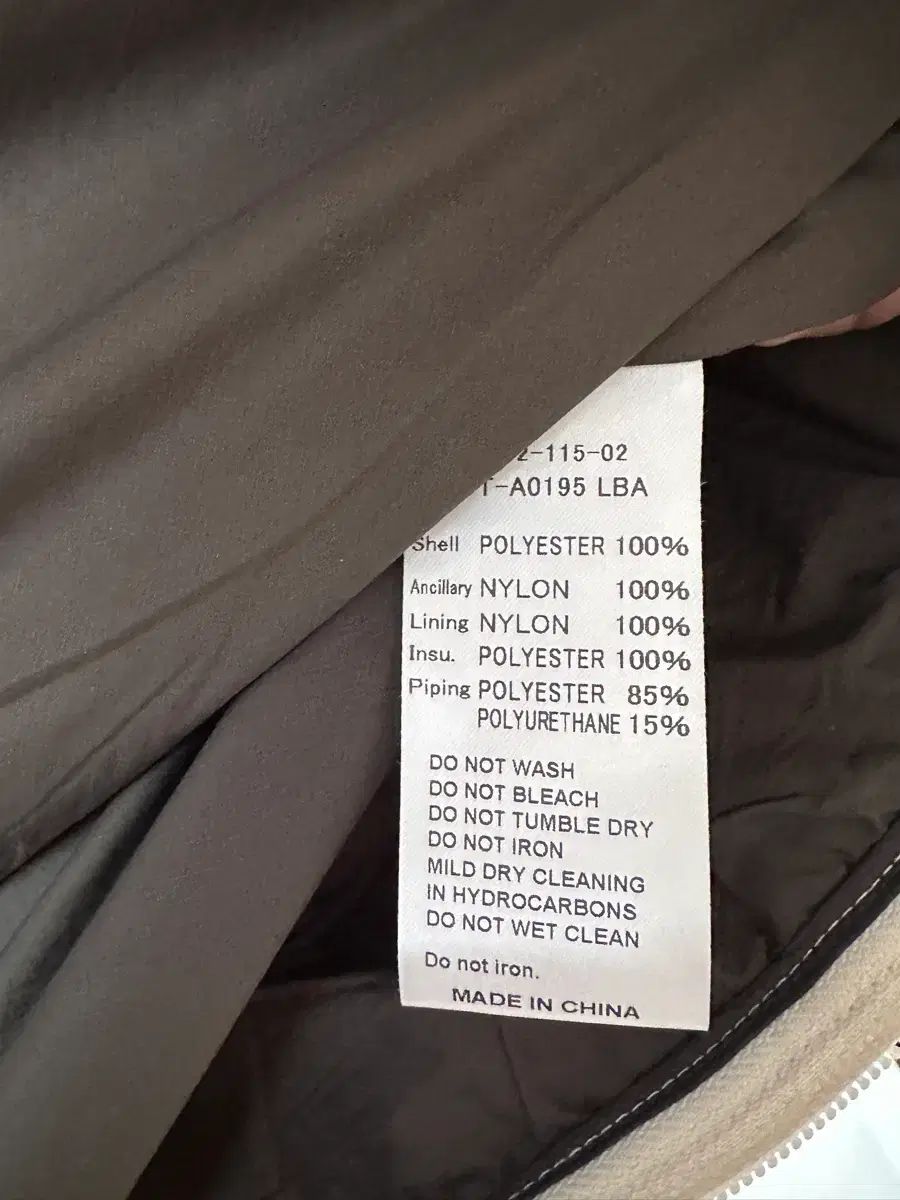 2-115-02
T-A0195 LBA
Shell POLYESTER 100%
Ancillary NYLON 100%
Lining NYLON 100%
Insu. POLYESTER 100%
Piping POLYESTER 85%
POLYURETHANE 15%
DO NOT WASH
DO NOT BLEACH
DO NOT TUMBLE DRY
DO NOT IRON
MILD DRY CLEANING
IN HYDROCARBONS
DO NOT WET CLEAN
Do not iron.
MADE IN CHINA